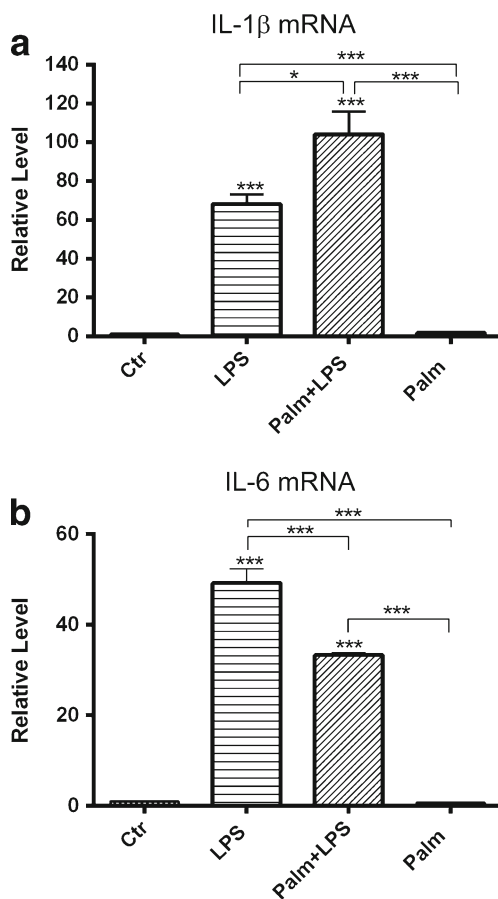 a
IL-1β mRNA
Relative Level
140
120
100
80
60
40
20
0
***
* ***
***
***
Ctr
LPS
Palm+LPS
Palm
b
IL-6 mRNA
Relative Level
60
40
20
0
***
***
***
***
***
Ctr
LPS
Palm+LPS
Palm